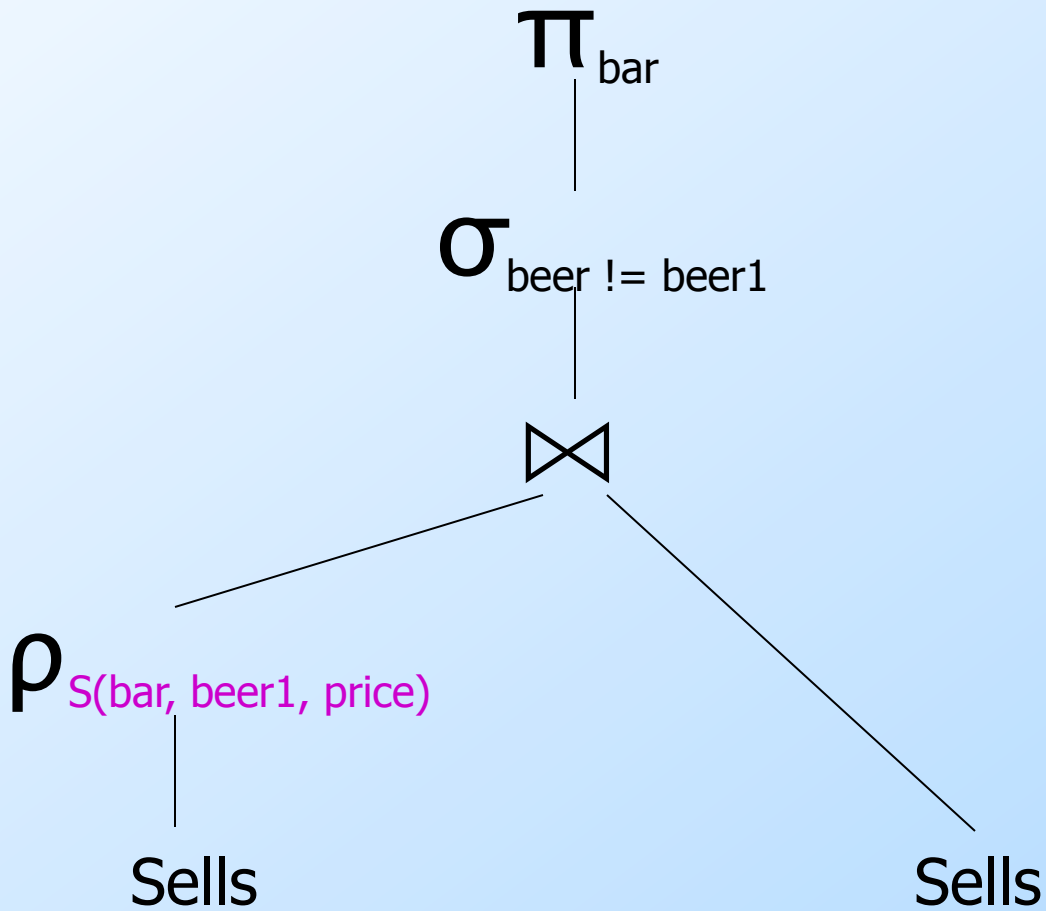 π bar
σ beer != beer1
⋈
ρ S(bar, beer1, price)
Sells Sells